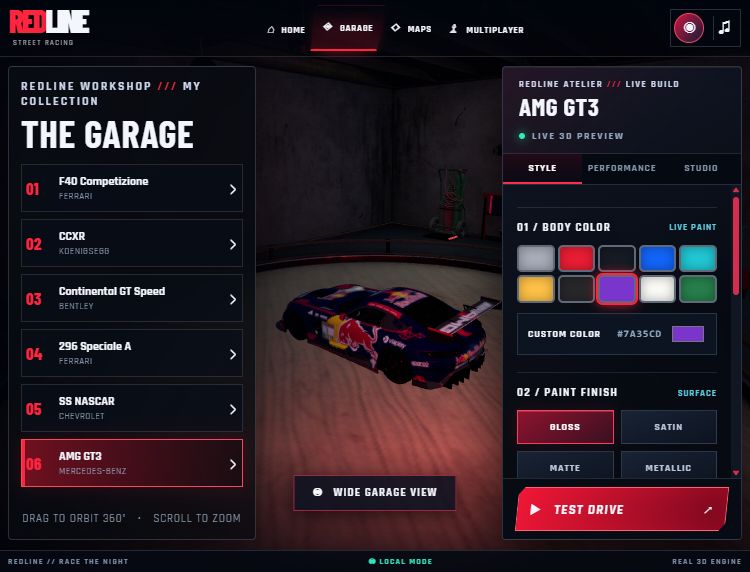 REDLINE
STREET RACING
HOME
GARAGE
MAPS
MULTIPLAYER
REDLINE WORKSHOP /// MY
COLLECTION
THE GARAGE
01
F40 Competizione
FERRARI
02
CCXR
KOENIGSEGG
03
Continental GT Speed
BENTLEY
04
296 Speciale A
FERRARI
05
SS NASCAR
CHEVROLET
06
AMG GT3
MERCEDES-BENZ
DRAG TO ORBIT 360° · SCROLL TO ZOOM
Red Bull
WIDE GARAGE VIEW
REDLINE ATELIER /// LIVE BUILD
AMG GT3
LIVE 3D PREVIEW
STYLE
PERFORMANCE
STUDIO
01 / BODY COLOR
LIVE PAINT
CUSTOM COLOR
#7A35CD
02 / PAINT FINISH
SURFACE
GLOSS
SATIN
MATTE
METALLIC
TEST DRIVE
REDLINE // RACE THE NIGHT
LOCAL MODE
REAL 3D ENGINE